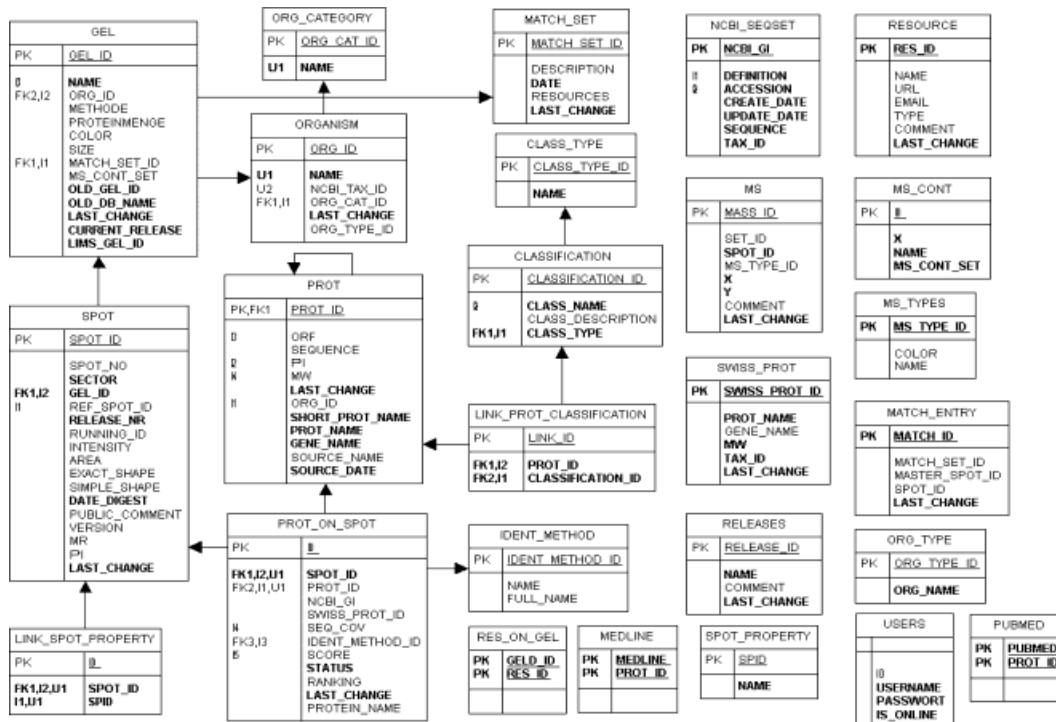 GEL
PK GEL_ID
NAME
FK2,I2 ORG_ID
METHODE
PROTEINMENGE
COLOR
SIZE
FK1,I1 MATCH_SET_ID
MS_CONT_SET
OLD_GEL_ID
OLD_DB_NAME
LAST_CHANGE
CURRENT_RELEASE
LIMS_GEL_ID
ORG_CATEGORY
PK ORG_CAT_ID
U1 NAME
MATCH_SET
PK MATCH_SET_ID
DESCRIPTION
DATE
RESOURCES
LAST_CHANGE
NCBI_SEQSET
PK NCBI_GI
DEFINITION
ACCESSION
CREATE_DATE
UPDATE_DATE
SEQUENCE
TAX_ID
RESOURCE
PK RES_ID
NAME
URL
EMAIL
TYPE
COMMENT
LAST_CHANGE
ORGANISM
PK ORG_ID
U1 NAME
U2 NCBI_TAX_ID
FK1,I1 ORG_CAT_ID
LAST_CHANGE
ORG_TYPE_ID
CLASS_TYPE
PK CLASS_TYPE_ID
NAME
MS
PK MASS_ID
SET_ID
SPOT_ID
MS_TYPE_ID
X
Y
COMMENT
LAST_CHANGE
MS_CONT
PK
X
NAME
MS_CONT_SET
CLASSIFICATION
PK CLASSIFICATION_ID
CLASS_NAME
CLASS_DESCRIPTION
FK1,I1 CLASS_TYPE
PROT
PK,FK1 PROT_ID
ORF
SEQUENCE
PI
MW
LAST_CHANGE
ORG_ID
SHORT_PROT_NAME
PROT_NAME
GENE_NAME
SOURCE_NAME
SOURCE_DATE
MS_TYPES
PK MS_TYPE_ID
COLOR
NAME
SPOT
PK SPOT_ID
SPOT_NO
SECTOR
FK1,I2 GEL_ID
REF_SPOT_ID
RELEASE_NR
RUNNING_ID
INTENSITY
AREA
EXACT_SHAPE
SIMPLE_SHAPE
DATE_DIGEST
PUBLIC_COMMENT
VERSION
MR
PI
LAST_CHANGE
SWISS_PROT
PK SWISS_PROT_ID
PROT_NAME
GENE_NAME
MW
TAX_ID
LAST_CHANGE
LINK_PROT_CLASSIFICATION
PK LINK_ID
FK1,I2 PROT_ID
FK2,I1 CLASSIFICATION_ID
MATCH_ENTRY
PK MATCH_ID
MATCH_SET_ID
MASTER_SPOT_ID
SPOT_ID
LAST_CHANGE
PROT_ON_SPOT
PK
FK1,I2,U1 SPOT_ID
FK2,I1,U1 PROT_ID
NCBI_GI
SWISS_PROT_ID
SEQ_COV
FK3,I3 IDENT_METHOD_ID
SCORE
STATUS
RANKING
LAST_CHANGE
PROTEIN_NAME
IDENT_METHOD
PK IDENT_METHOD_ID
NAME
FULL_NAME
RELEASES
PK RELEASE_ID
NAME
COMMENT
LAST_CHANGE
ORG_TYPE
PK ORG_TYPE_ID
ORG_NAME
LINK_SPOT_PROPERTY
PK
FK1,I2,U1 SPOT_ID
I1,U1 SPID
RES_ON_GEL
PK GELD_ID
PK RES_ID
MEDLINE
PK MEDLINE
PK PROT_ID
SPOT_PROPERTY
PK SPID
NAME
USERS
ID
USERNAME
PASSWORT
IS_ONLINE
PUBMED
PK PUBMED
PK PROT_ID